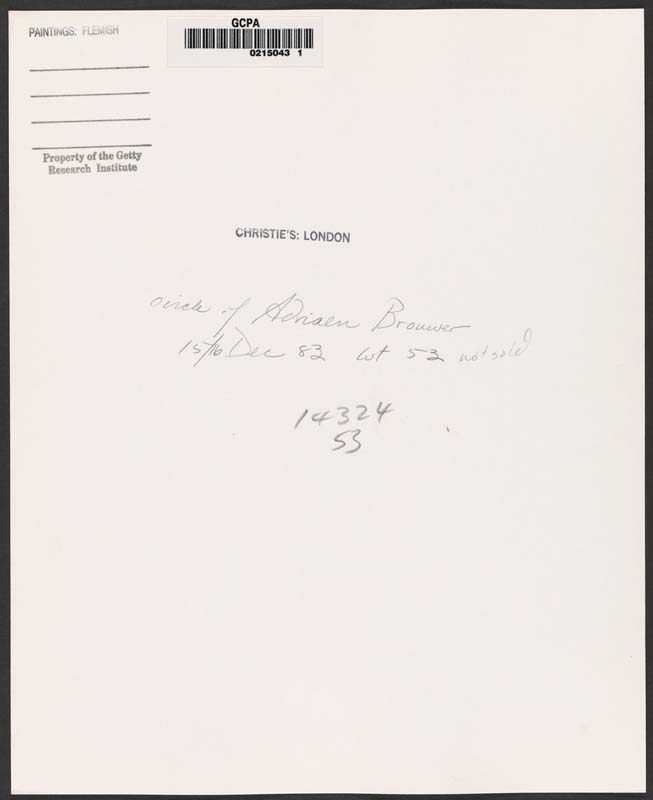 PAINTINGS: FLEMISH
GCPA
0215043 1
Property of the Getty
Research Institute
CHRISTIE'S: LONDON
circle of Adriaen Brouwer
15/16 Dec 83 lot 53 not sold
14324
53